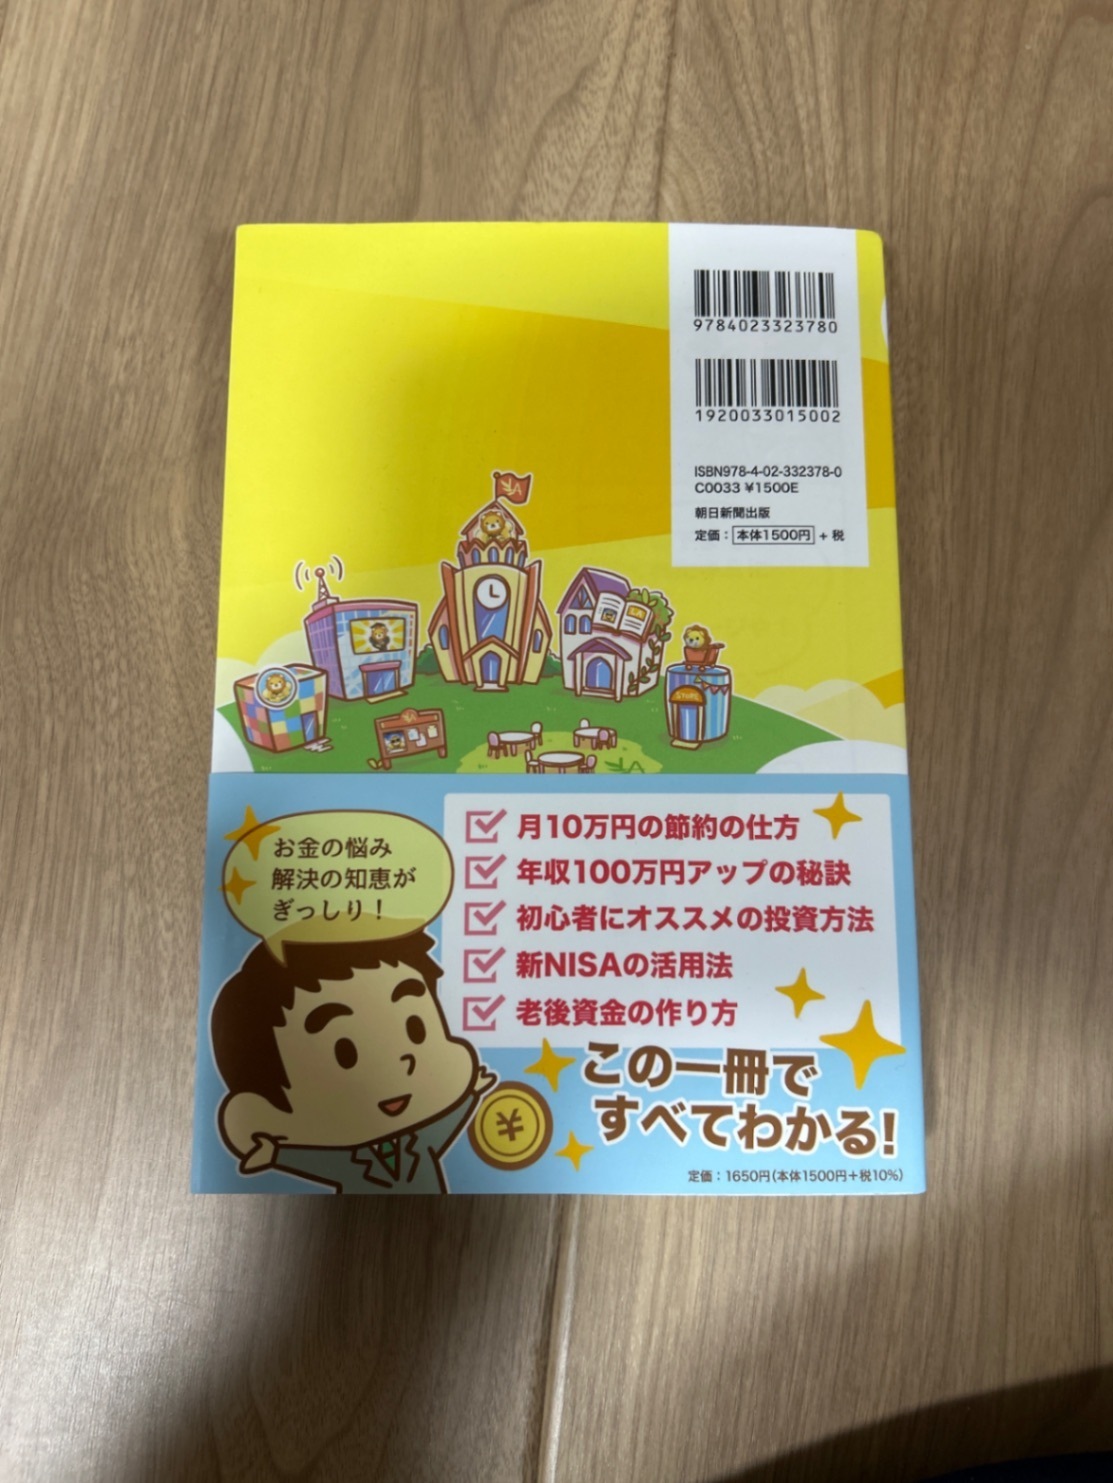 9784023323780
1920033015002
ISBN978-4-02-332378-0
C0033 ¥1500E
朝日新聞出版
定価：本体1500円＋税
STORE
お金の悩み
解決の知恵が
ぎっしり！
月10万円の節約の仕方
年収100万円アップの秘訣
初心者にオススメの投資方法
新NISAの活用法
老後資金の作り方
この一冊で
すべてわかる!
¥
定価：1650円(本体1500円＋税10%)